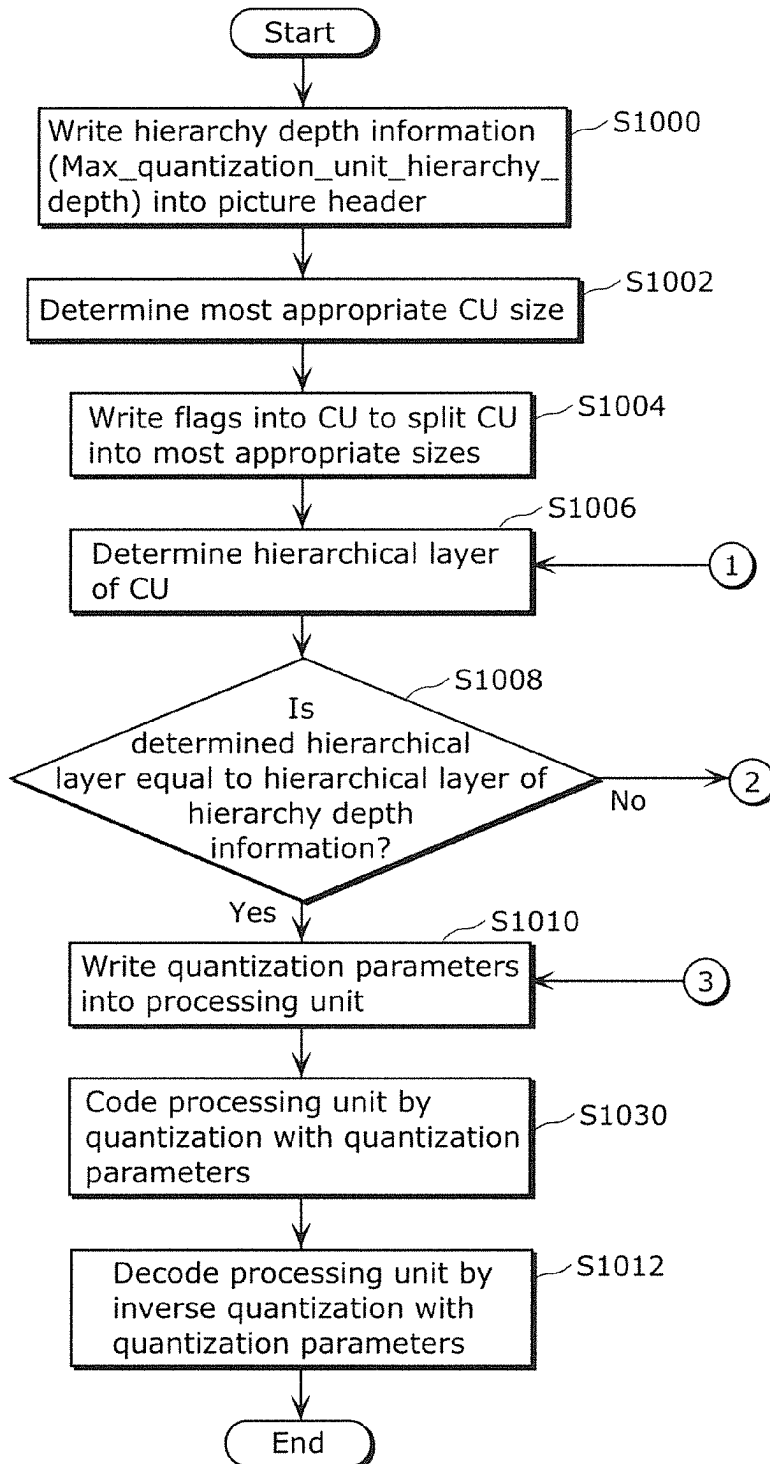 Start
Write hierarchy depth information
(Max_quantization_unit_hierarchy_
depth) into picture header
S1000
Determine most appropriate CU size
S1002
Write flags into CU to split CU
into most appropriate sizes
S1004
S1006
Determine hierarchical layer
of CU
1
S1008
Is
determined hierarchical
layer equal to hierarchical layer of
hierarchy depth
information?
No
2
Yes
S1010
Write quantization parameters
into processing unit
3
Code processing unit by
quantization with quantization
parameters
S1030
Decode processing unit by
inverse quantization with
quantization parameters
S1012
End